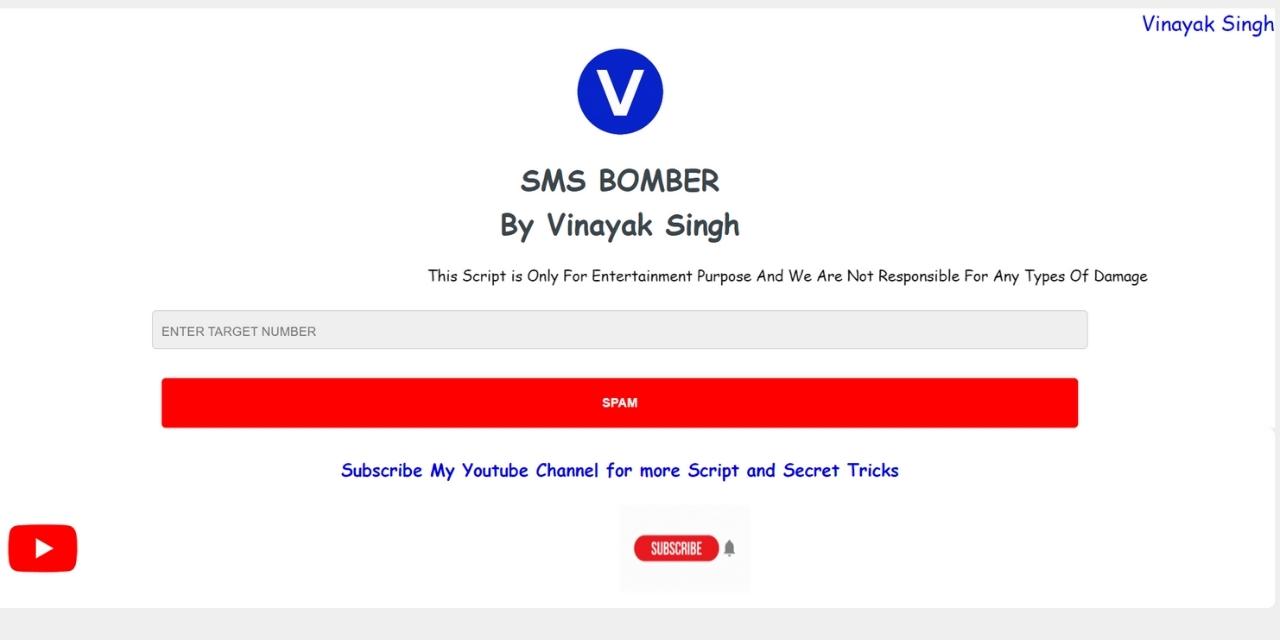 Vinayak Singh
V
SMS BOMBER
By Vinayak Singh
This Script is Only For Entertainment Purpose And We Are Not Responsible For Any Types Of Damage
ENTER TARGET NUMBER
SPAM
Subscribe My Youtube Channel for more Script and Secret Tricks
SUBSCRIBE